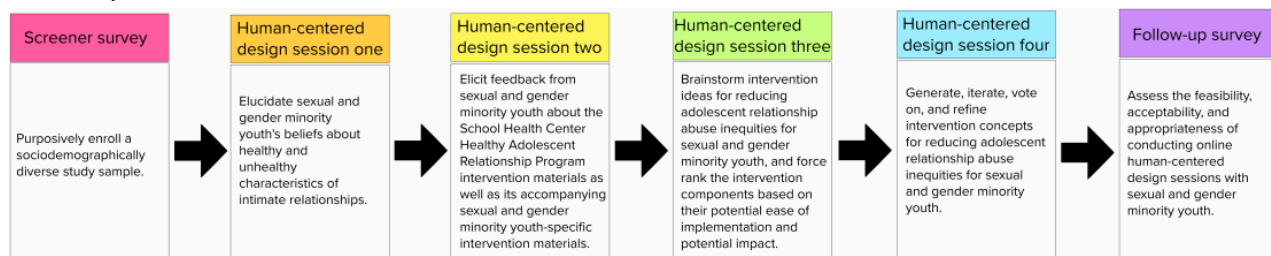 Screener survey
Purposively enroll a
sociodemographically
diverse study sample.
Human-centered
design session one
Elucidate sexual and
gender minority
youth's beliefs about
healthy and
unhealthy
characteristics of
intimate relationships.
Human-centered
design session two
Elicit feedback from
sexual and gender
minority youth about the
School Health Center
Healthy Adolescent
Relationship Program
intervention materials as
well as its accompanying
sexual and gender
minority youth-specific
intervention materials.
Human-centered
design session three
Brainstorm intervention
ideas for reducing
adolescent relationship
abuse inequities for
sexual and gender
minority youth, and force
rank the intervention
components based on
their potential ease of
implementation and
potential impact.
Human-centered
design session four
Generate, iterate, vote
on, and refine
intervention concepts
for reducing adolescent
relationship abuse
inequities for sexual
and gender minority
youth.
Follow-up survey
Assess the feasibility,
acceptability, and
appropriateness of
conducting online
human-centered
design sessions with
sexual and gender
minority youth.